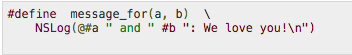 #define  message_for(a, b)  \
    NSLog(@#a " and " #b ": We love you!\n")